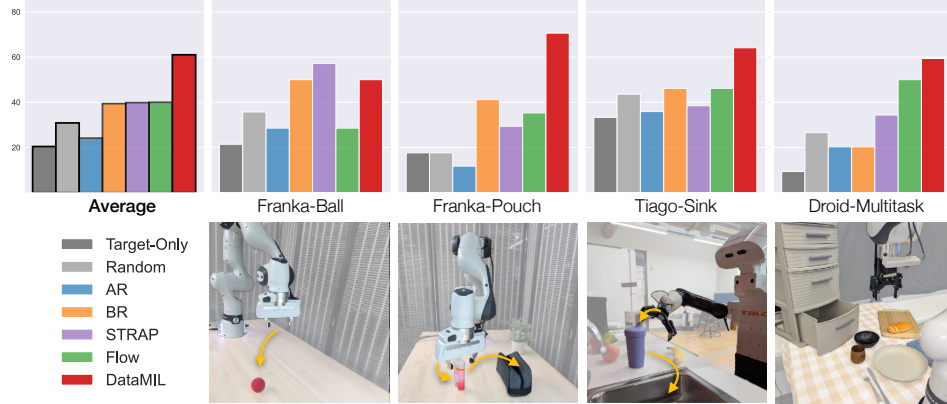 80
60
40
20
Average
Franka-Ball
Franka-Pouch
Tiago-Sink
Droid-Multitask
Target-Only
Random
AR
BR
STRAP
Flow
DataMIL